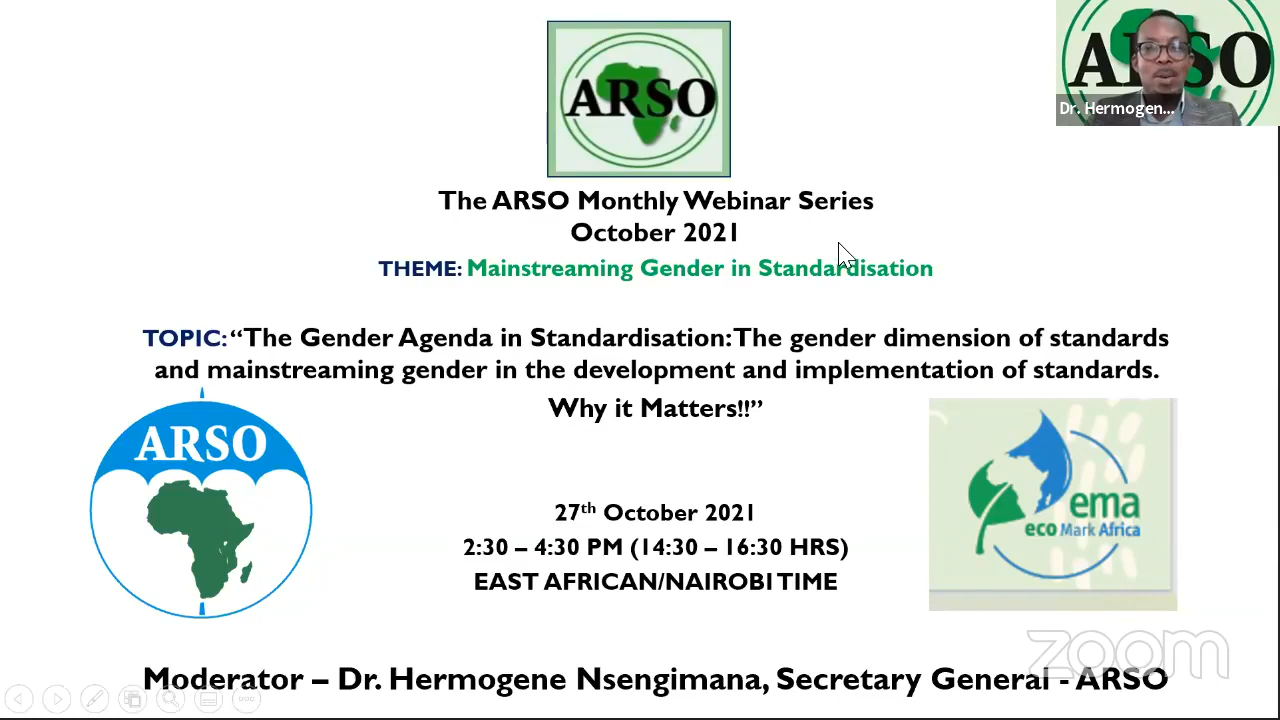 ARSO
ARSO
Dr. Hermogen...
The ARSO Monthly Webinar Series
October 2021
THEME: Mainstreaming Gender in Standardisation
TOPIC: “The Gender Agenda in Standardisation: The gender dimension of standards
and mainstreaming gender in the development and implementation of standards.
Why it Matters!!”
ARSO
27th October 2021
2:30 – 4:30 PM (14:30 – 16:30 HRS)
EAST AFRICAN/NAIROBI TIME
ema
eco Mark Africa
zoom
Moderator – Dr. Hermogene Nsengimana, Secretary General - ARSO